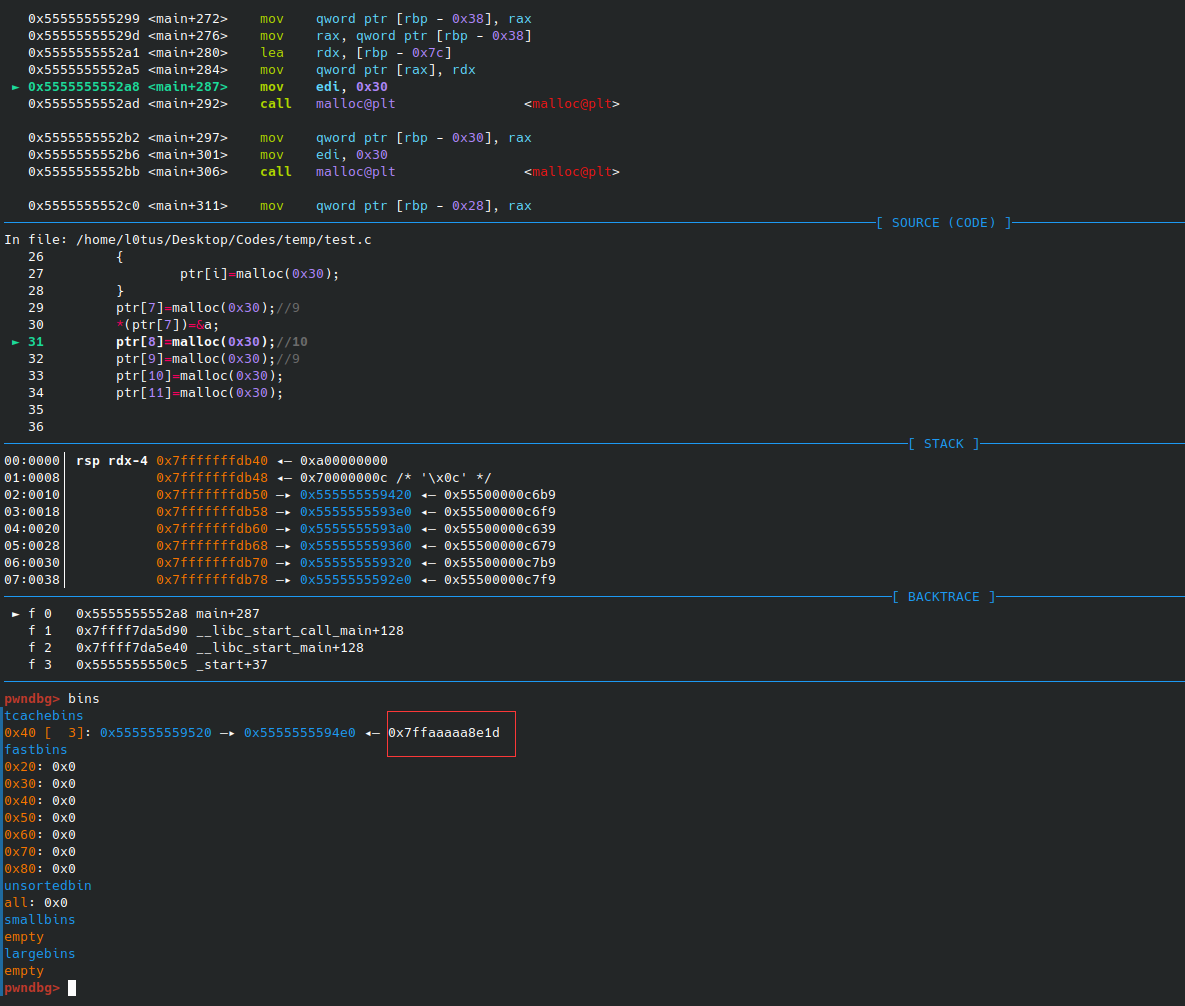 0x555555555299 <main+272>    mov    qword ptr [rbp - 0x38], rax
0x55555555529d <main+276>    mov    rax, qword ptr [rbp - 0x38]
0x5555555552a1 <main+280>    lea    rdx, [rbp - 0x7c]
0x5555555552a5 <main+284>    mov    qword ptr [rax], rdx
► 0x5555555552a8 <main+287>    mov    edi, 0x30
0x5555555552ad <main+292>    call   malloc@plt                <malloc@plt>
0x5555555552b2 <main+297>    mov    qword ptr [rbp - 0x30], rax
0x5555555552b6 <main+301>    mov    edi, 0x30
0x5555555552bb <main+306>    call   malloc@plt                <malloc@plt>
0x5555555552c0 <main+311>    mov    qword ptr [rbp - 0x28], rax
[ SOURCE (CODE) ]
In file: /home/l0tus/Desktop/Codes/temp/test.c
26         {
27                 ptr[i]=malloc(0x30);
28         }
29         ptr[7]=malloc(0x30);//9
30         *(ptr[7])=&a;
► 31         ptr[8]=malloc(0x30);//10
32         ptr[9]=malloc(0x30);//9
33         ptr[10]=malloc(0x30);
34         ptr[11]=malloc(0x30);
35
36
[ STACK ]
00:0000│ rsp rdx-4 0x7fffffffdb40 ◂— 0xa00000000
01:0008│           0x7fffffffdb48 ◂— 0x70000000c /* '\x0c' */
02:0010│           0x7fffffffdb50 —▸ 0x555555559420 ◂— 0x55500000c6b9
03:0018│           0x7fffffffdb58 —▸ 0x5555555593e0 ◂— 0x55500000c6f9
04:0020│           0x7fffffffdb60 —▸ 0x5555555593a0 ◂— 0x55500000c639
05:0028│           0x7fffffffdb68 —▸ 0x555555559360 ◂— 0x55500000c679
06:0030│           0x7fffffffdb70 —▸ 0x555555559320 ◂— 0x55500000c7b9
07:0038│           0x7fffffffdb78 —▸ 0x5555555592e0 ◂— 0x55500000c7f9
[ BACKTRACE ]
► f 0   0x5555555552a8 main+287
f 1   0x7ffff7da5d90 __libc_start_call_main+128
f 2   0x7ffff7da5e40 __libc_start_main+128
f 3   0x5555555550c5 _start+37
pwndbg> bins
tcachebins
0x40 [  3]: 0x555555559520 —▸ 0x5555555594e0 ◂— 0x7ffaaaaa8e1d
fastbins
0x20: 0x0
0x30: 0x0
0x40: 0x0
0x50: 0x0
0x60: 0x0
0x70: 0x0
0x80: 0x0
unsortedbin
all: 0x0
smallbins
empty
largebins
empty
pwndbg>